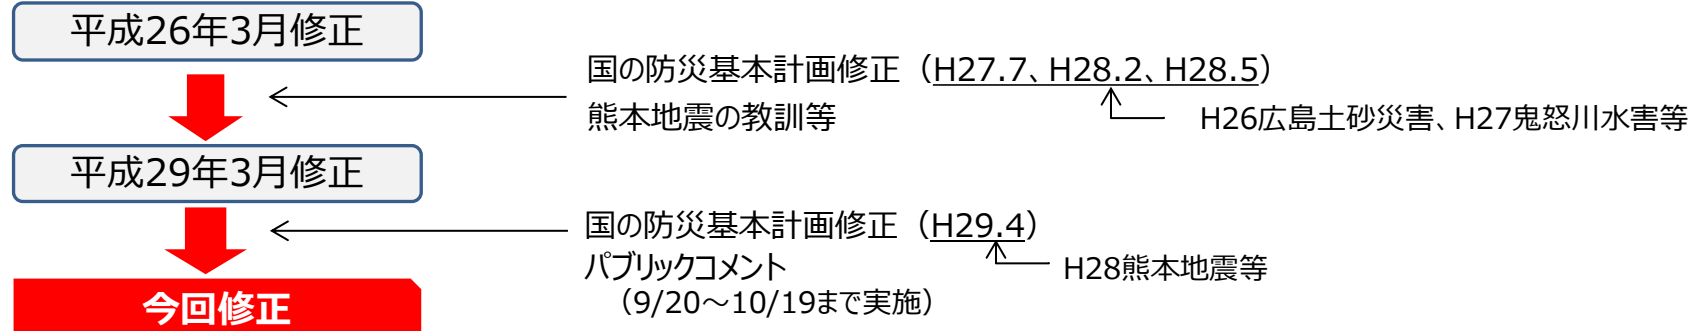 平成26年3月修正
国の防災基本計画修正（H27.7、H28.2、H28.5）
熊本地震の教訓等
H26広島土砂災害、H27鬼怒川水害等
平成29年3月修正
国の防災基本計画修正（H29.4）
パブリックコメント
H28熊本地震等
（9/20～10/19まで実施）
今回修正